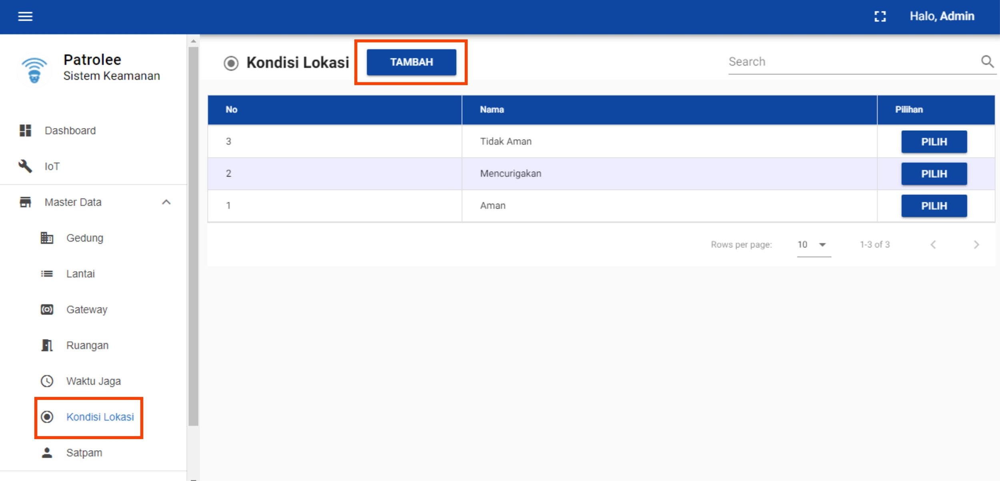 Halo, Admin
Patrolee
Sistem Keamanan
Dashboard
IoT
Master Data
Gedung
Lantai
Gateway
Ruangan
Waktu Jaga
Kondisi Lokasi
Satpam
Kondisi Lokasi TAMBAH Search
No Nama Pilihan
3 Tidak Aman PILIH
2 Mencurigakan PILIH
1 Aman PILIH
Rows per page: 10 1-3 of 3